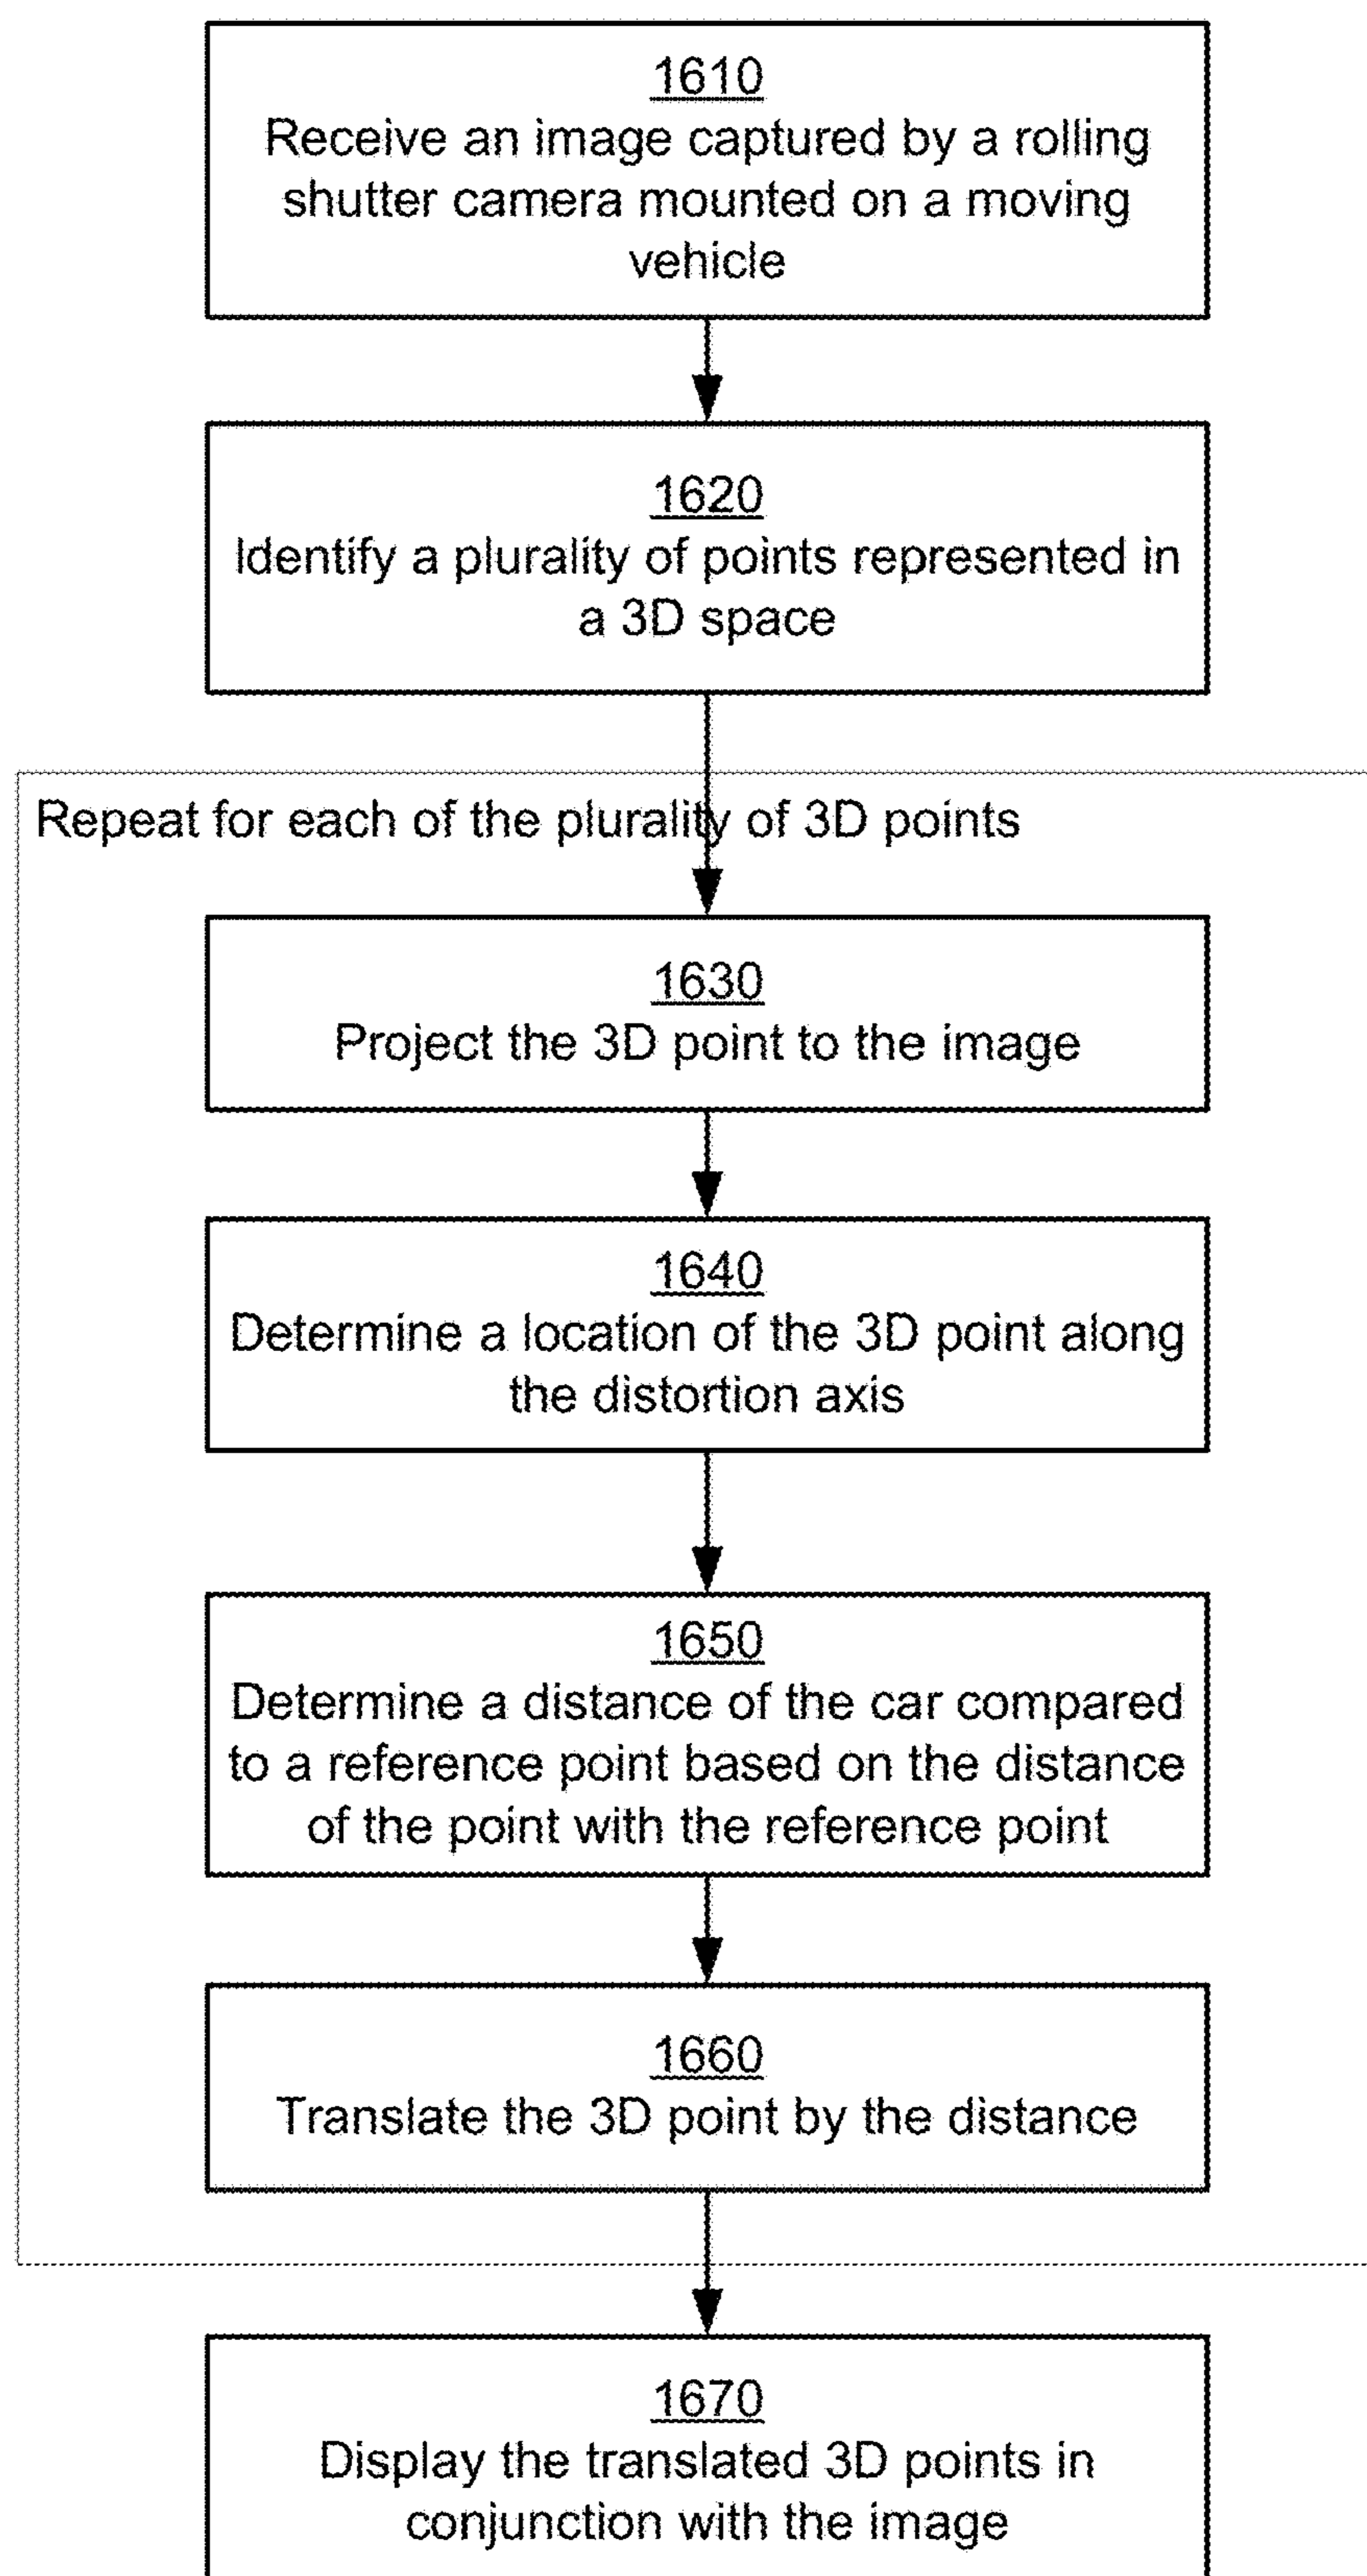 1610
Receive an image captured by a rolling
shutter camera mounted on a moving
vehicle
1620
Identify a plurality of points represented in
a 3D space
Repeat for each of the plurality of 3D points
1630
Project the 3D point to the image
1640
Determine a location of the 3D point along
the distortion axis
1650
Determine a distance of the car compared
to a reference point based on the distance
of the point with the reference point
1660
Translate the 3D point by the distance
1670
Display the translated 3D points in
conjunction with the image